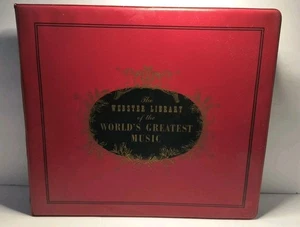 The
WEBSTER LIBRARY
of the
WORLD'S GREATEST
MUSIC